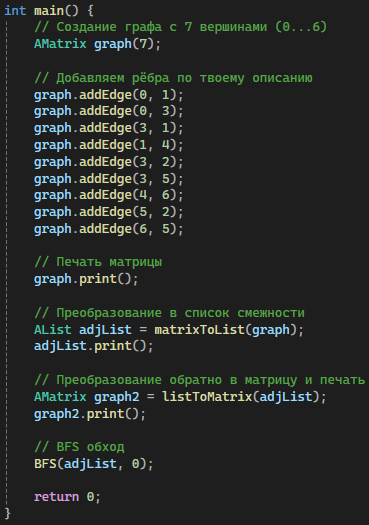 int main() {
    // Создание графа с 7 вершинами (0...6)
    AMatrix graph(7);

    // Добавляем рёбра по твоему описанию
    graph.addEdge(0, 1);
    graph.addEdge(0, 3);
    graph.addEdge(3, 1);
    graph.addEdge(1, 4);
    graph.addEdge(3, 2);
    graph.addEdge(3, 5);
    graph.addEdge(4, 6);
    graph.addEdge(5, 2);
    graph.addEdge(6, 5);

    // Печать матрицы
    graph.print();

    // Преобразование в список смежности
    AList adjList = matrixToList(graph);
    adjList.print();

    // Преобразование обратно в матрицу и печать
    AMatrix graph2 = listToMatrix(adjList);
    graph2.print();

    // BFS обход
    BFS(adjList, 0);

    return 0;
}